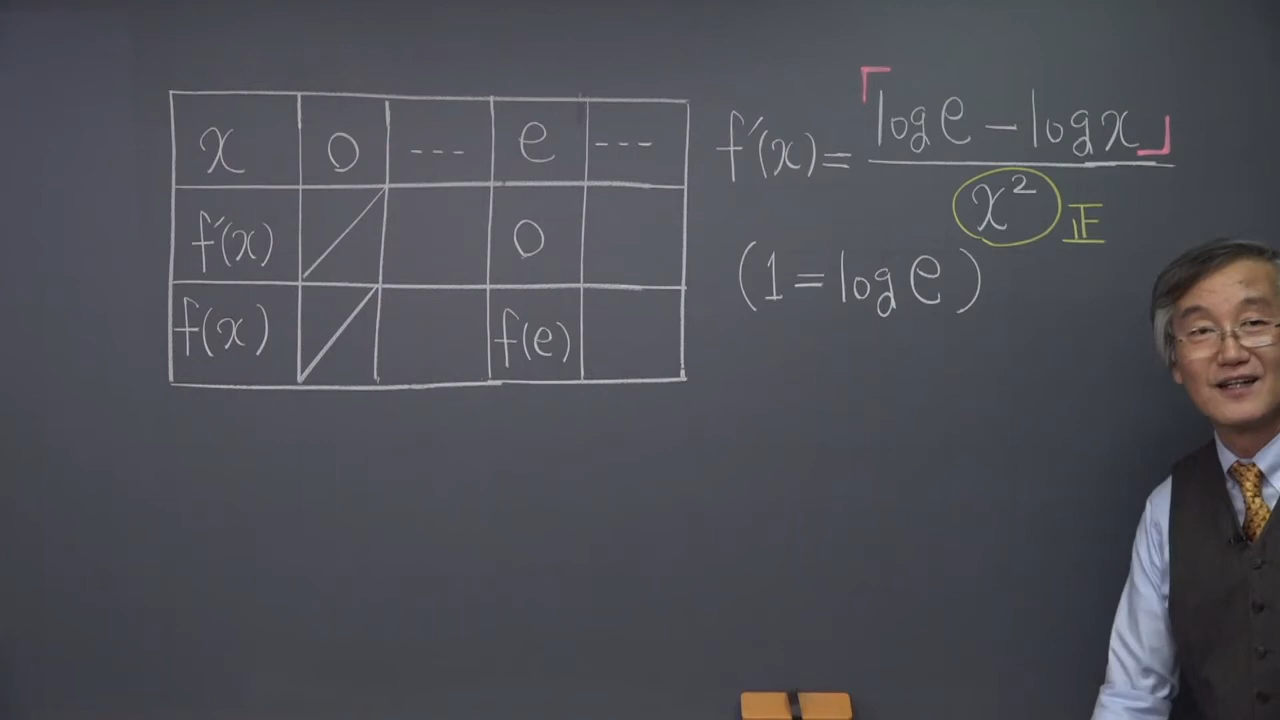 x 0 --- e ---
f'(x) 0
f(x) f(e)
f'(x)=「log e - log x」/x² 正
(1=log e)